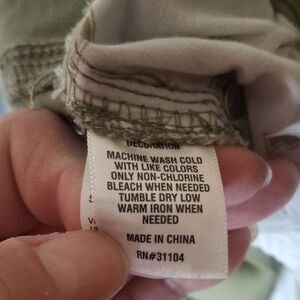 DECORATION
MACHINE WASH COLD
WITH LIKE COLORS
ONLY NON-CHLORINE
BLEACH WHEN NEEDED
TUMBLE DRY LOW
WARM IRON WHEN
NEEDED
MADE IN CHINA
RN#31104